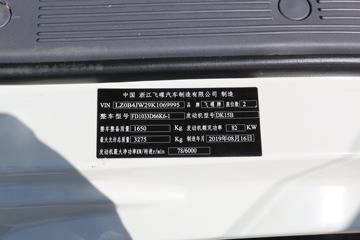 中国 浙江飞碟汽车制造有限公司 制造
VIN LZ0B4JW29K1069995 品牌 飞碟牌 座位数 2
整车型号 FD1033D66K6-1 发动机型号 DK15B
整车整备质量 1650 Kg 发动机额定功率 82 KW
最大允许总质量 3275 Kg 制造年月 2019年08月16日
发动机最大净功率KW/转速r/min 78/6000